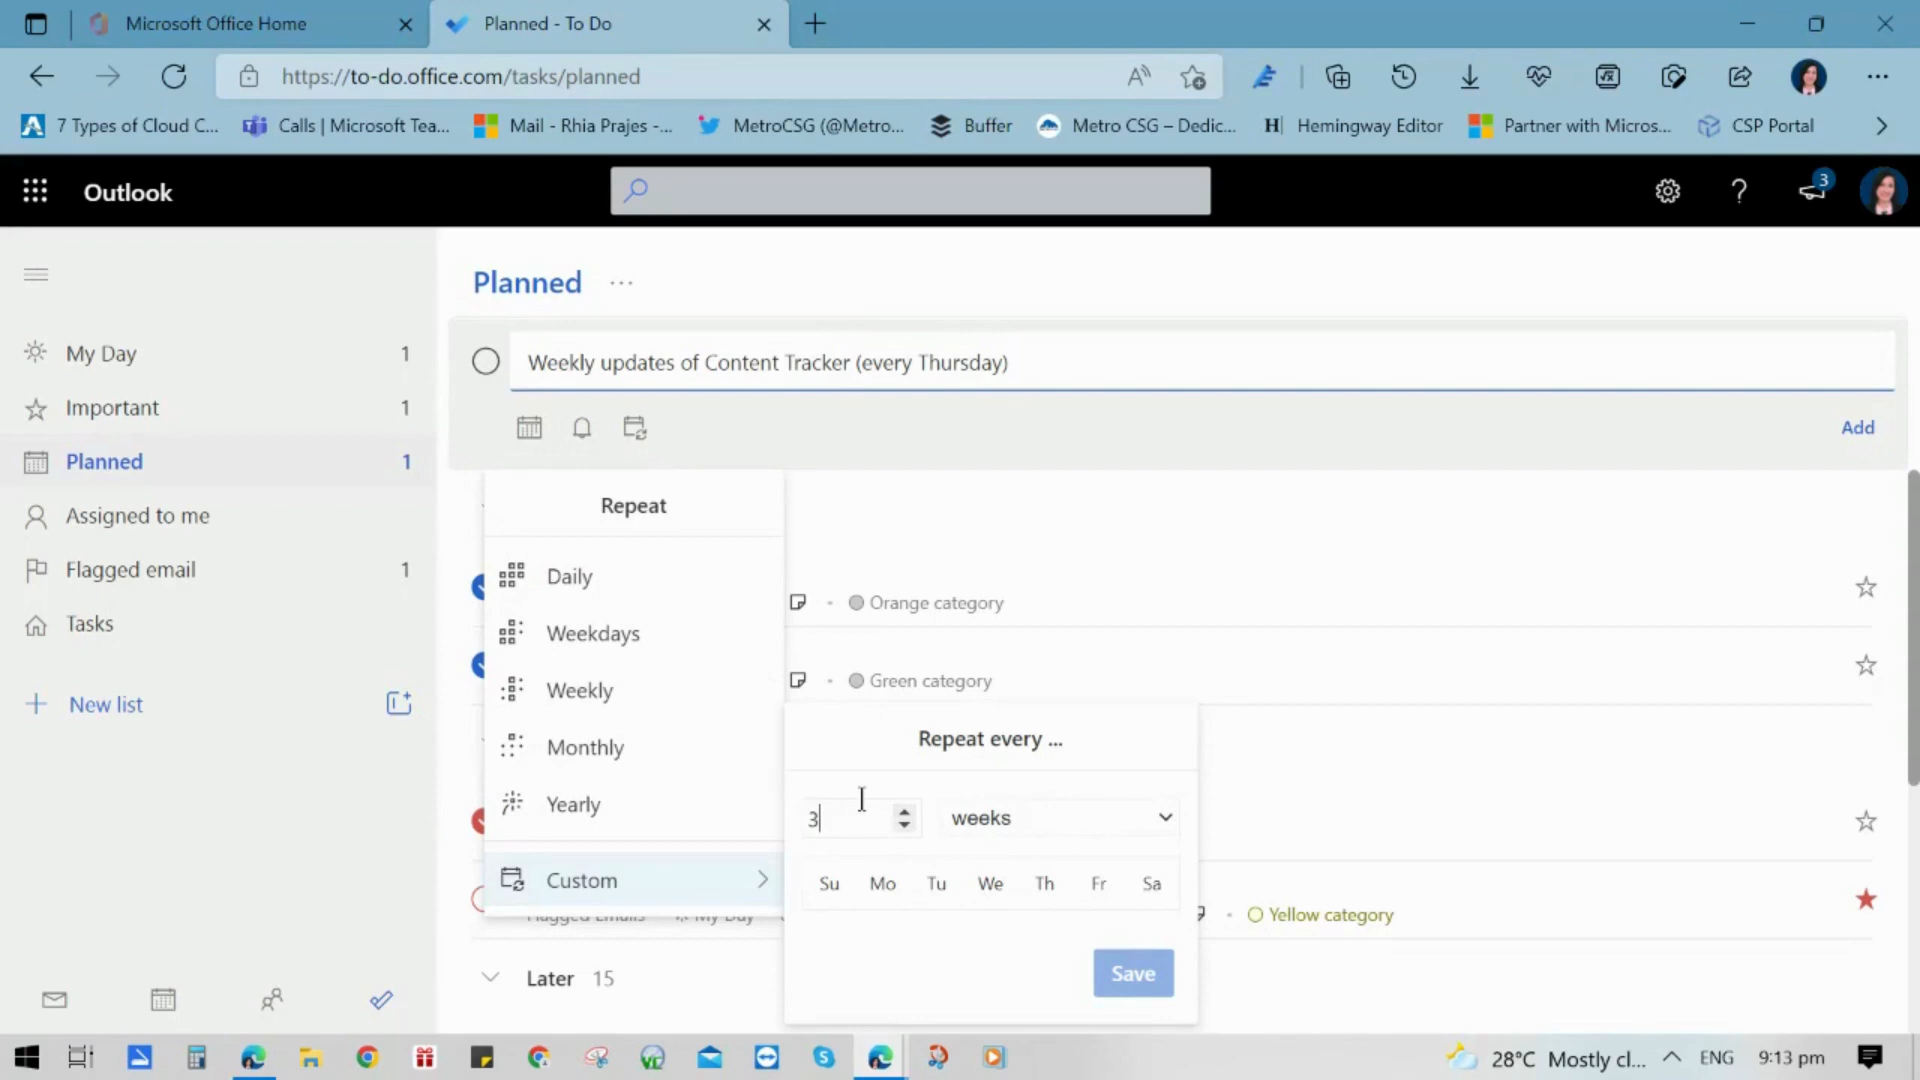 Microsoft Office Home
Planned - To Do
https://to-do.office.com/tasks/planned
7 Types of Cloud C...
Calls | Microsoft Tea...
Mail - Rhia Prajes -...
MetroCSG (@Metro...
Buffer
Metro CSG – Dedic...
Hemingway Editor
Partner with Micros...
CSP Portal
Outlook
3
Planned ...
My Day 1
Important 1
Planned 1
Assigned to me
Flagged email 1
Tasks
New list
Weekly updates of Content Tracker (every Thursday)
Add
Repeat
Daily
Weekdays
Weekly
Monthly
Yearly
Custom
Orange category
Green category
Repeat every ...
3 weeks
Su Mo Tu We Th Fr Sa
Save
Yellow category
Later 15
28°C Mostly cl...
ENG
9:13 pm